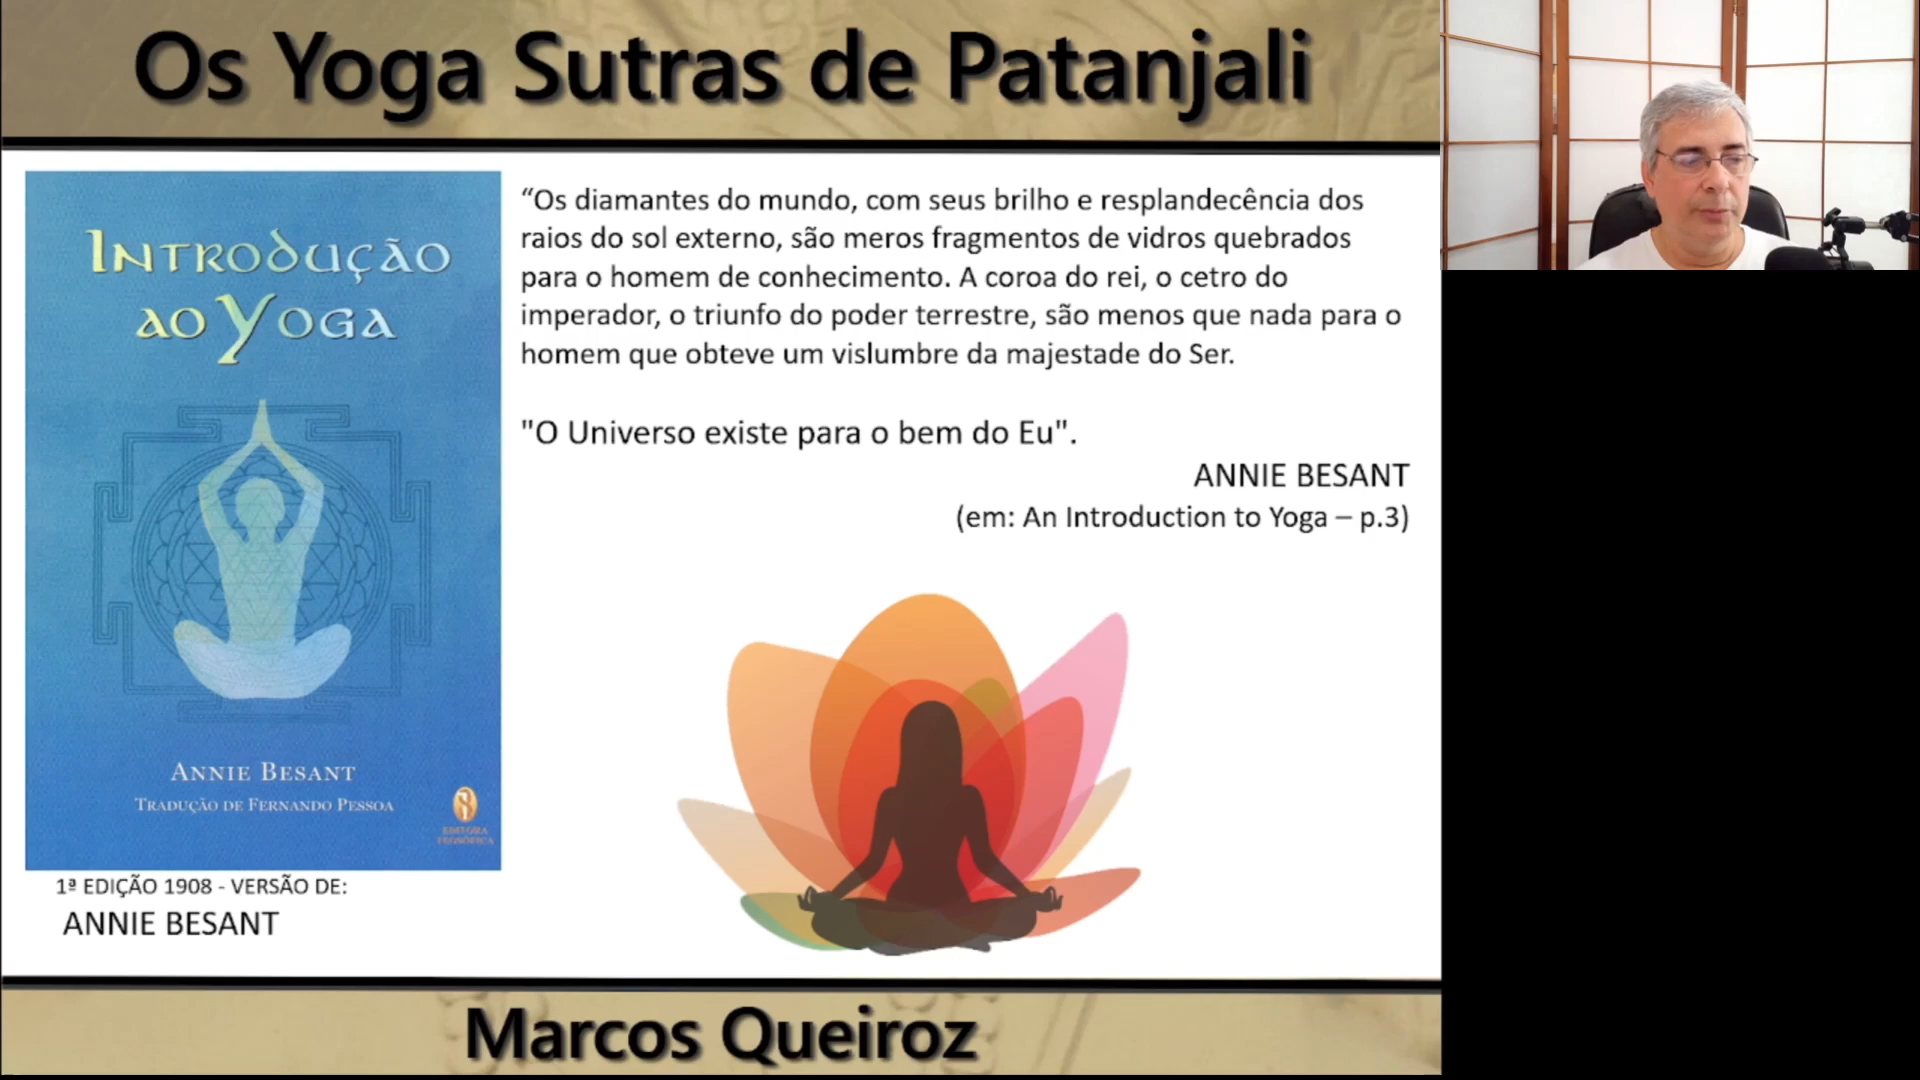 Os Yoga Sutras de Patanjali
INTRODUÇÃO
AO YOGA
ANNIE BESANT
TRADUÇÃO DE FERNANDO PESSOA
EDITORA
TEOSÓFICA
1ª EDIÇÃO 1908 - VERSÃO DE:
ANNIE BESANT
“Os diamantes do mundo, com seus brilho e resplandecência dos
raios do sol externo, são meros fragmentos de vidros quebrados
para o homem de conhecimento. A coroa do rei, o cetro do
imperador, o triunfo do poder terrestre, são menos que nada para o
homem que obteve um vislumbre da majestade do Ser.
"O Universo existe para o bem do Eu".
ANNIE BESANT
(em: An Introduction to Yoga – p.3)
Marcos Queiroz